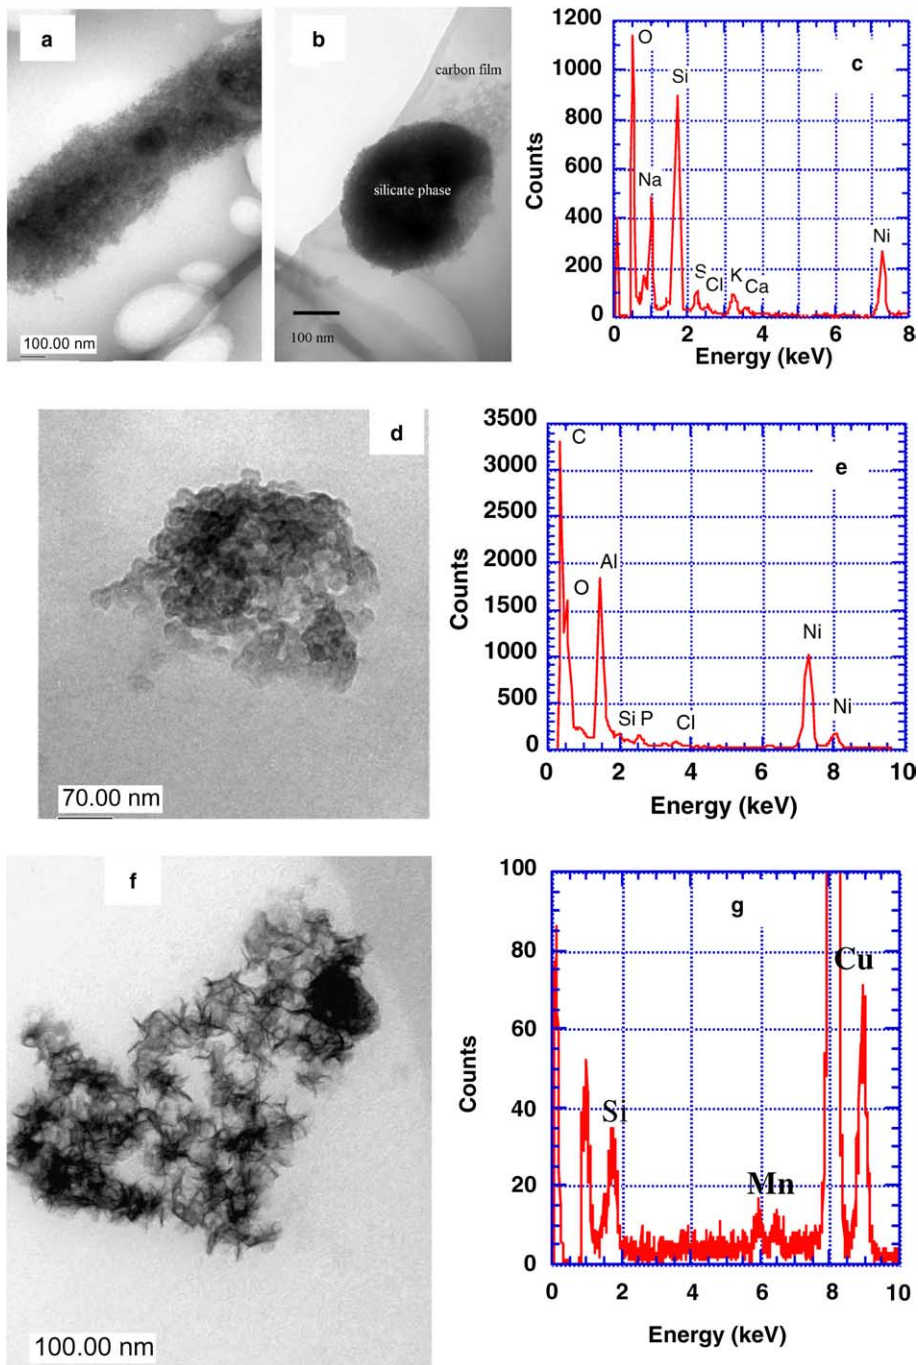 a
100.00 nm
b
carbon film
silicate phase
100 nm
c
Counts
1200
1000
800
600
400
200
0
O
Si
Na
S
Cl
K
Ca
Ni
0 2 4 6 8
Energy (keV)
d
70.00 nm
e
Counts
3500
3000
2500
2000
1500
1000
500
0
C
O
Al
Si P
Cl
Ni
Ni
0 2 4 6 8 10
Energy (keV)
f
100.00 nm
g
Counts
100
80
60
40
20
0
Si
Mn
Cu
0 2 4 6 8 10
Energy (keV)